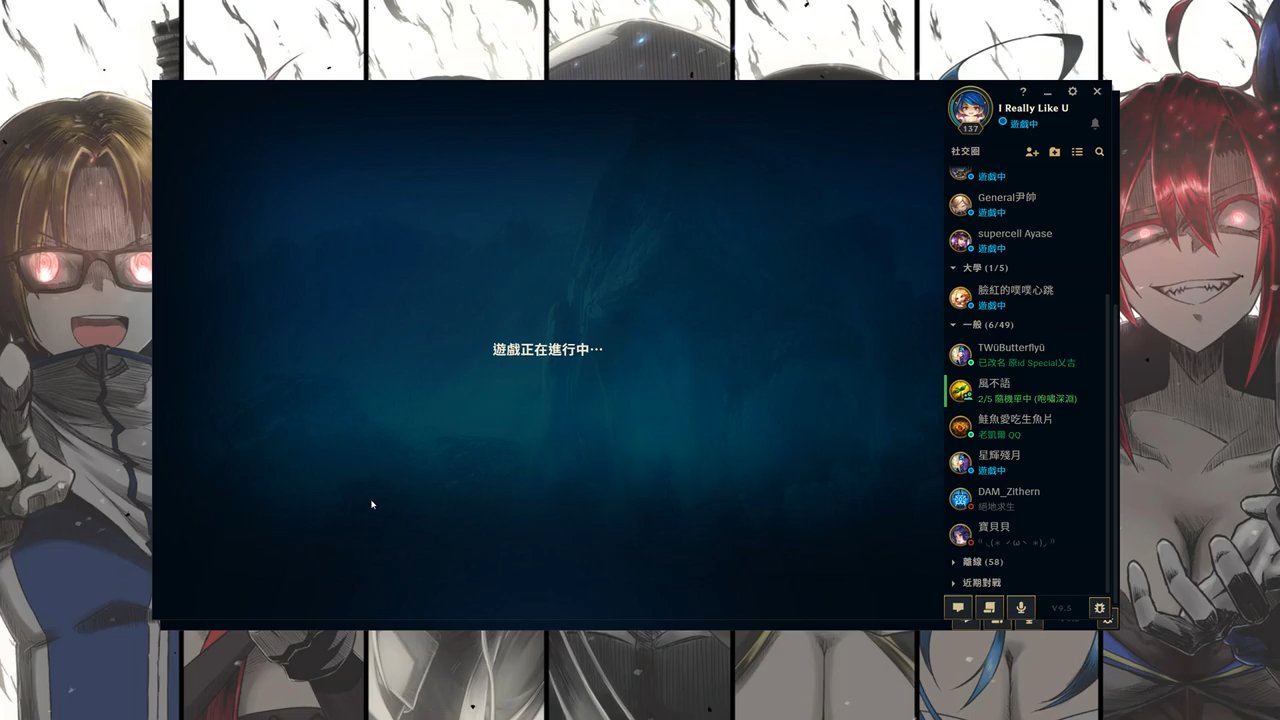 I Really Like U
137
遊戲中
社交圈
遊戲中
General尹帥
遊戲中
supercell Ayase
遊戲中
大學 (1/5)
臉紅的噗噗心跳
遊戲中
一般 (6/49)
TWūButterflyū
已改名 原id Special乂吉
風不語
2/5 隨機單中 (咆嘯深淵)
鮭魚愛吃生魚片
老凱爾 QQ
星輝殘月
遊戲中
DAM_Zithern
絕地求生
寶貝貝
離線 (58)
近期對戰
V9.5
遊戲正在進行中…